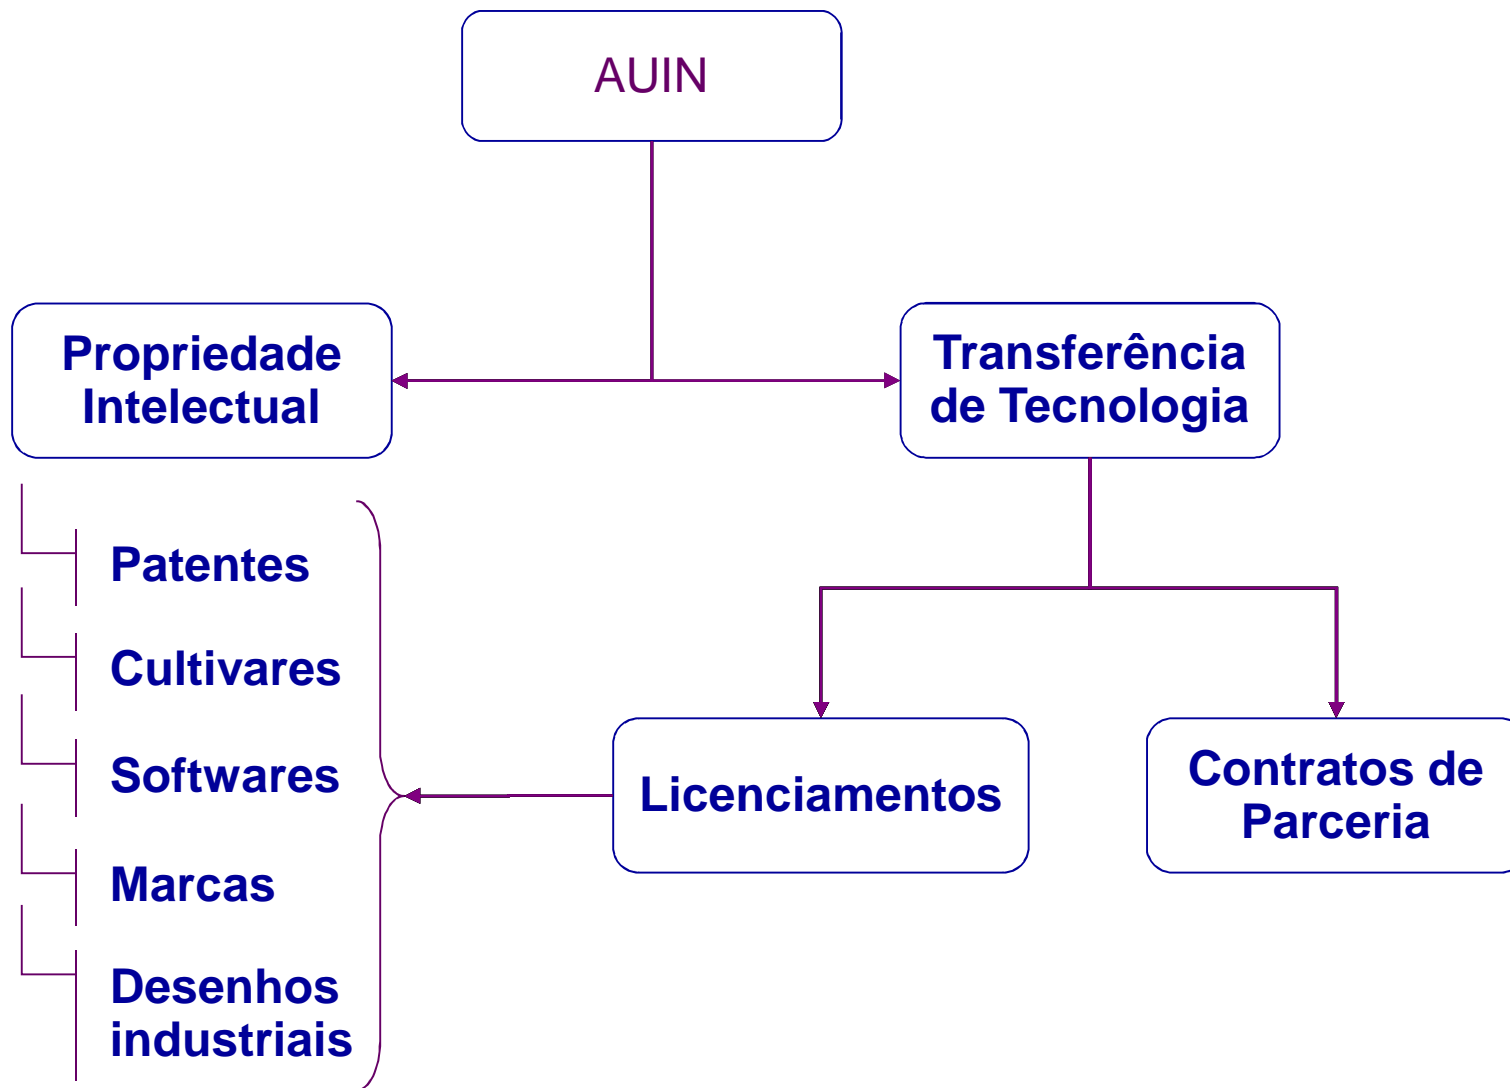 AUIN
Propriedade
Intelectual
Transferência
de Tecnologia
Patentes
Cultivares
Softwares
Marcas
Desenhos
industriais
Licenciamentos
Contratos de
Parceria